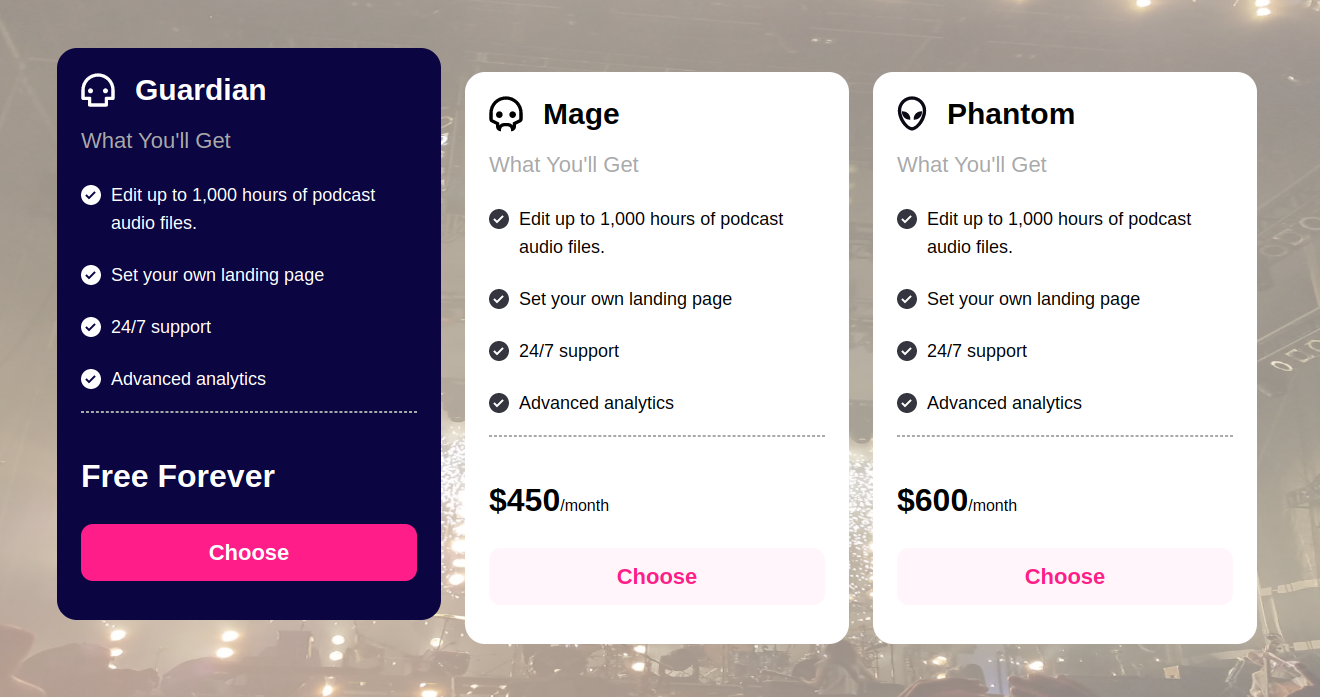 Guardian
What You'll Get
Edit up to 1,000 hours of podcast
audio files.
Set your own landing page
24/7 support
Advanced analytics
Free Forever
Choose
Mage
What You'll Get
Edit up to 1,000 hours of podcast
audio files.
Set your own landing page
24/7 support
Advanced analytics
$450/month
Choose
Phantom
What You'll Get
Edit up to 1,000 hours of podcast
audio files.
Set your own landing page
24/7 support
Advanced analytics
$600/month
Choose